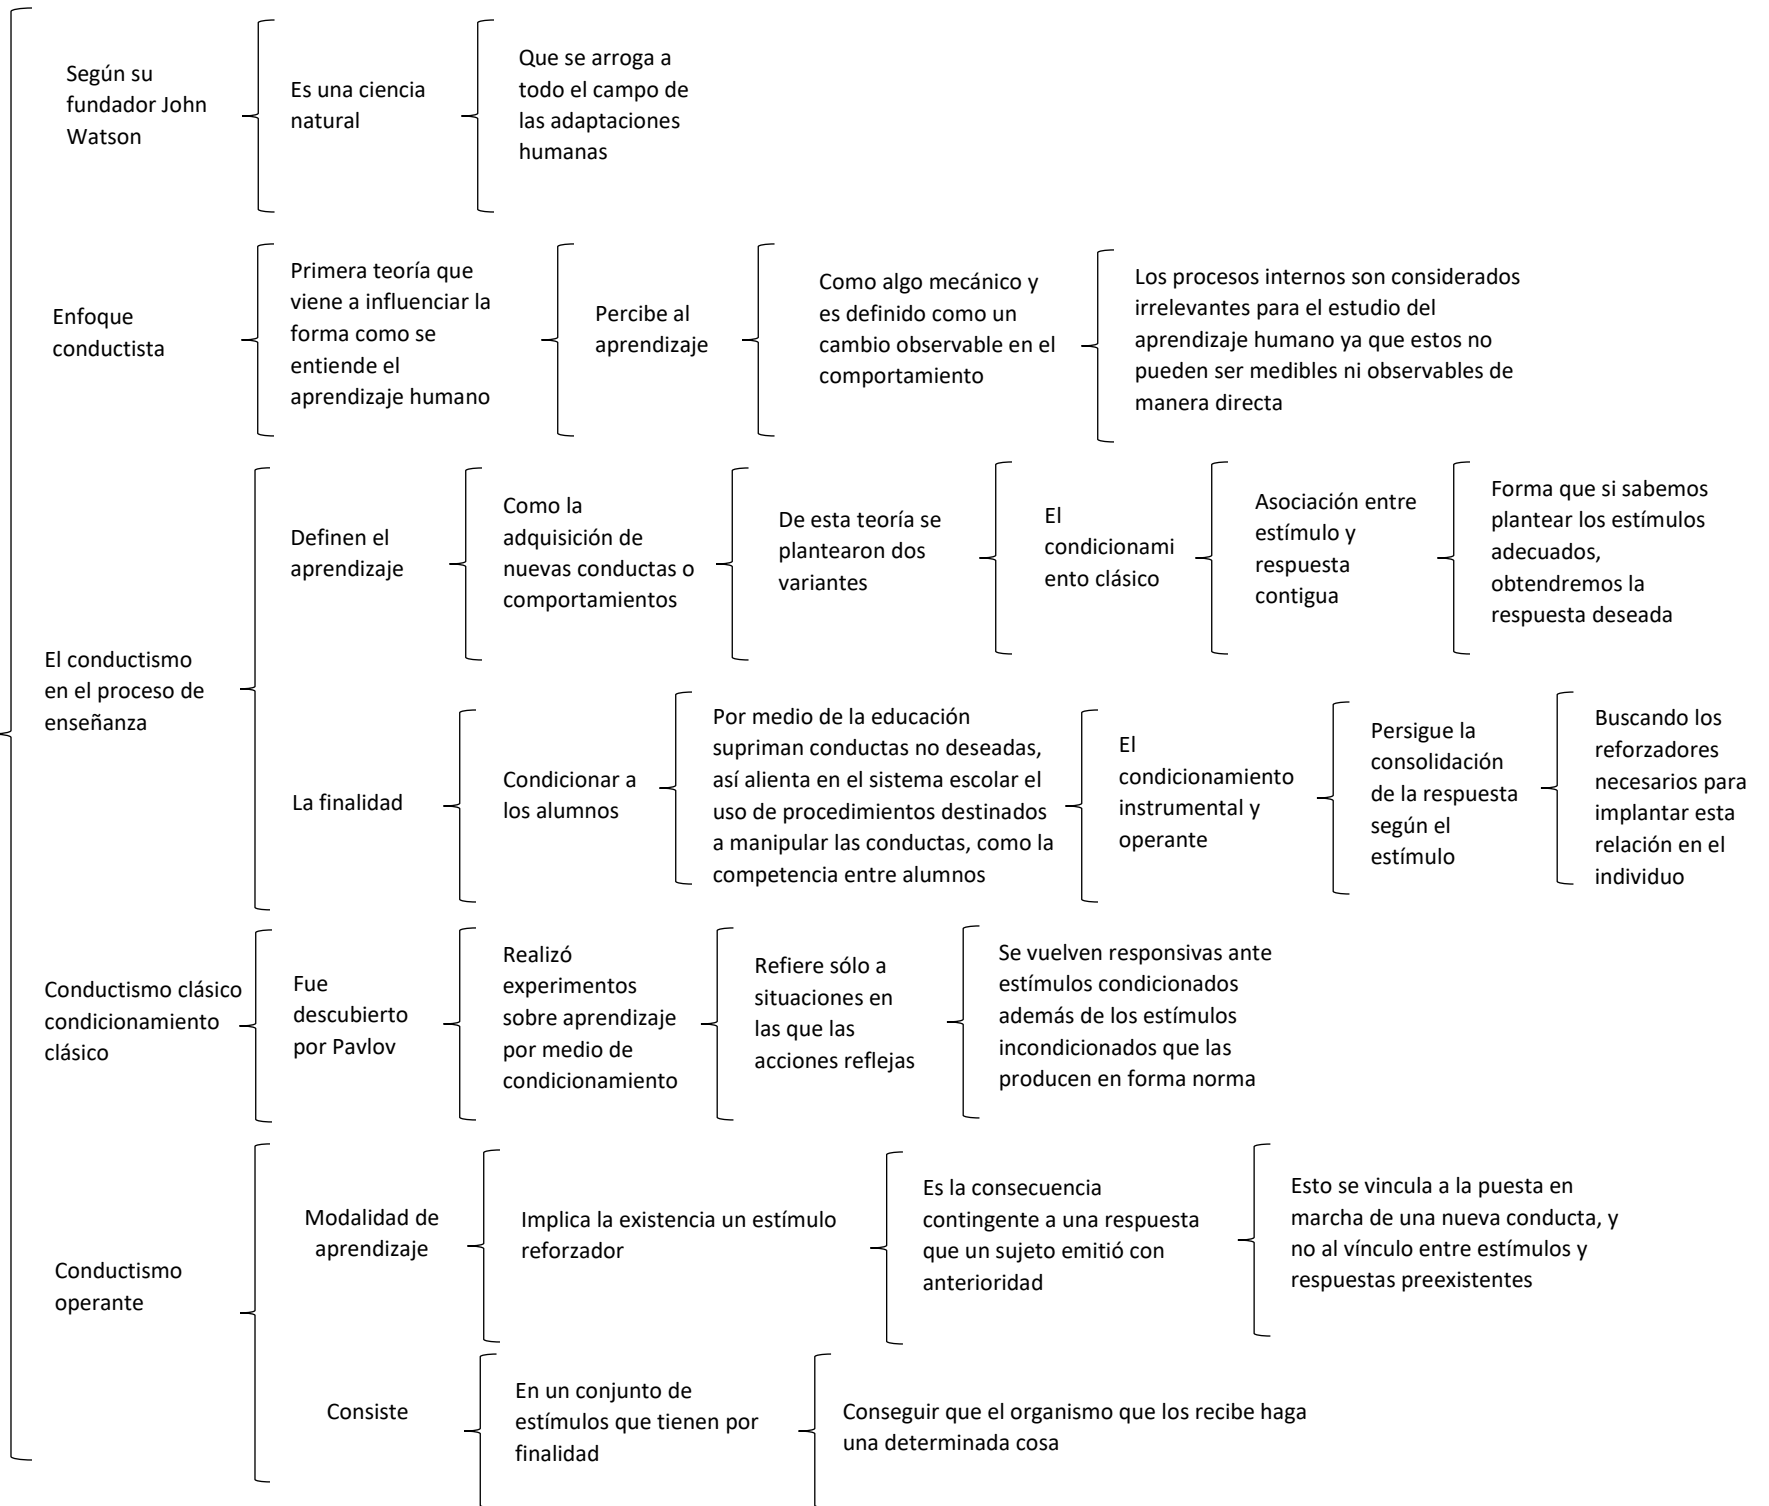 Según su
fundador John
Watson
Es una ciencia
natural
Que se arroga a
todo el campo de
las adaptaciones
humanas
Enfoque
conductista
Primera teoría que
viene a influenciar la
forma como se
entiende el
aprendizaje humano
Percibe al
aprendizaje
Como algo mecánico y
es definido como un
cambio observable en el
comportamiento
Los procesos internos son considerados
irrelevantes para el estudio del
aprendizaje humano ya que estos no
pueden ser medibles ni observables de
manera directa
El conductismo
en el proceso de
enseñanza
Definen el
aprendizaje
Como la
adquisición de
nuevas conductas o
comportamientos
De esta teoría se
plantearon dos
variantes
El
condicionami
ento clásico
Asociación entre
estímulo y
respuesta
contigua
Forma que si sabemos
plantear los estímulos
adecuados,
obtendremos la
respuesta deseada
La finalidad
Condicionar a
los alumnos
Por medio de la educación
supriman conductas no deseadas,
así alienta en el sistema escolar el
uso de procedimientos destinados
a manipular las conductas, como la
competencia entre alumnos
El
condicionamiento
instrumental y
operante
Persigue la
consolidación
de la respuesta
según el
estímulo
Buscando los
reforzadores
necesarios para
implantar esta
relación en el
individuo
Conductismo clásico
condicionamiento
clásico
Fue
descubierto
por Pavlov
Realizó
experimentos
sobre aprendizaje
por medio de
condicionamiento
Refiere sólo a
situaciones en
las que las
acciones reflejas
Se vuelven responsivas ante
estímulos condicionados
además de los estímulos
incondicionados que las
producen en forma norma
Conductismo
operante
Modalidad de
aprendizaje
Implica la existencia un estímulo
reforzador
Es la consecuencia
contingente a una respuesta
que un sujeto emitió con
anterioridad
Esto se vincula a la puesta en
marcha de una nueva conducta, y
no al vínculo entre estímulos y
respuestas preexistentes
Consiste
En un conjunto de
estímulos que tienen por
finalidad
Conseguir que el organismo que los recibe haga
una determinada cosa